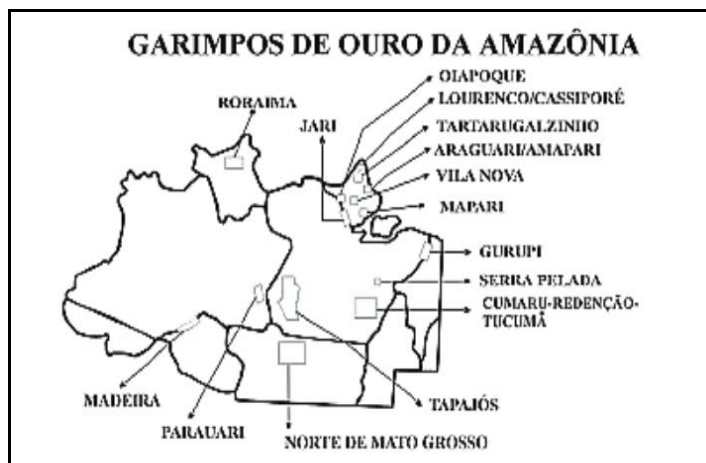 GARIMPOS DE OURO DA AMAZÔNIA
OIAPOQUE
LOURENCO/CASSIPORÉ
RORAIMA
JARI
TARTARUGALZINHO
ARAGUARI/AMAPARI
VILA NOVA
MAPARI
GURUPI
SERRA PELADA
CUMARU-REDENÇÃO-
TUCUMÃ
MADEIRA
TAPAJÓS
PARAUARI
NORTE DE MATO GROSSO